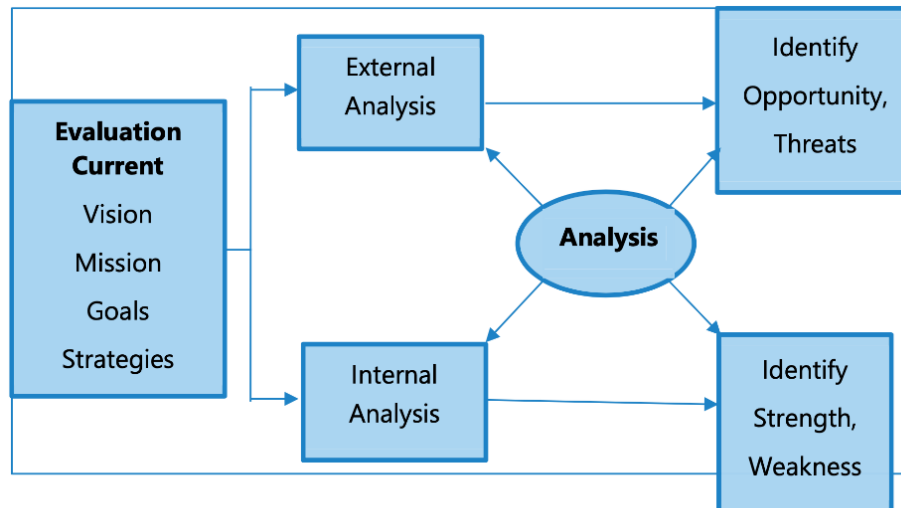 Evaluation
Current
Vision
Mission
Goals
Strategies
External
Analysis
Identify
Opportunity,
Threats
Analysis
Internal
Analysis
Identify
Strength,
Weakness